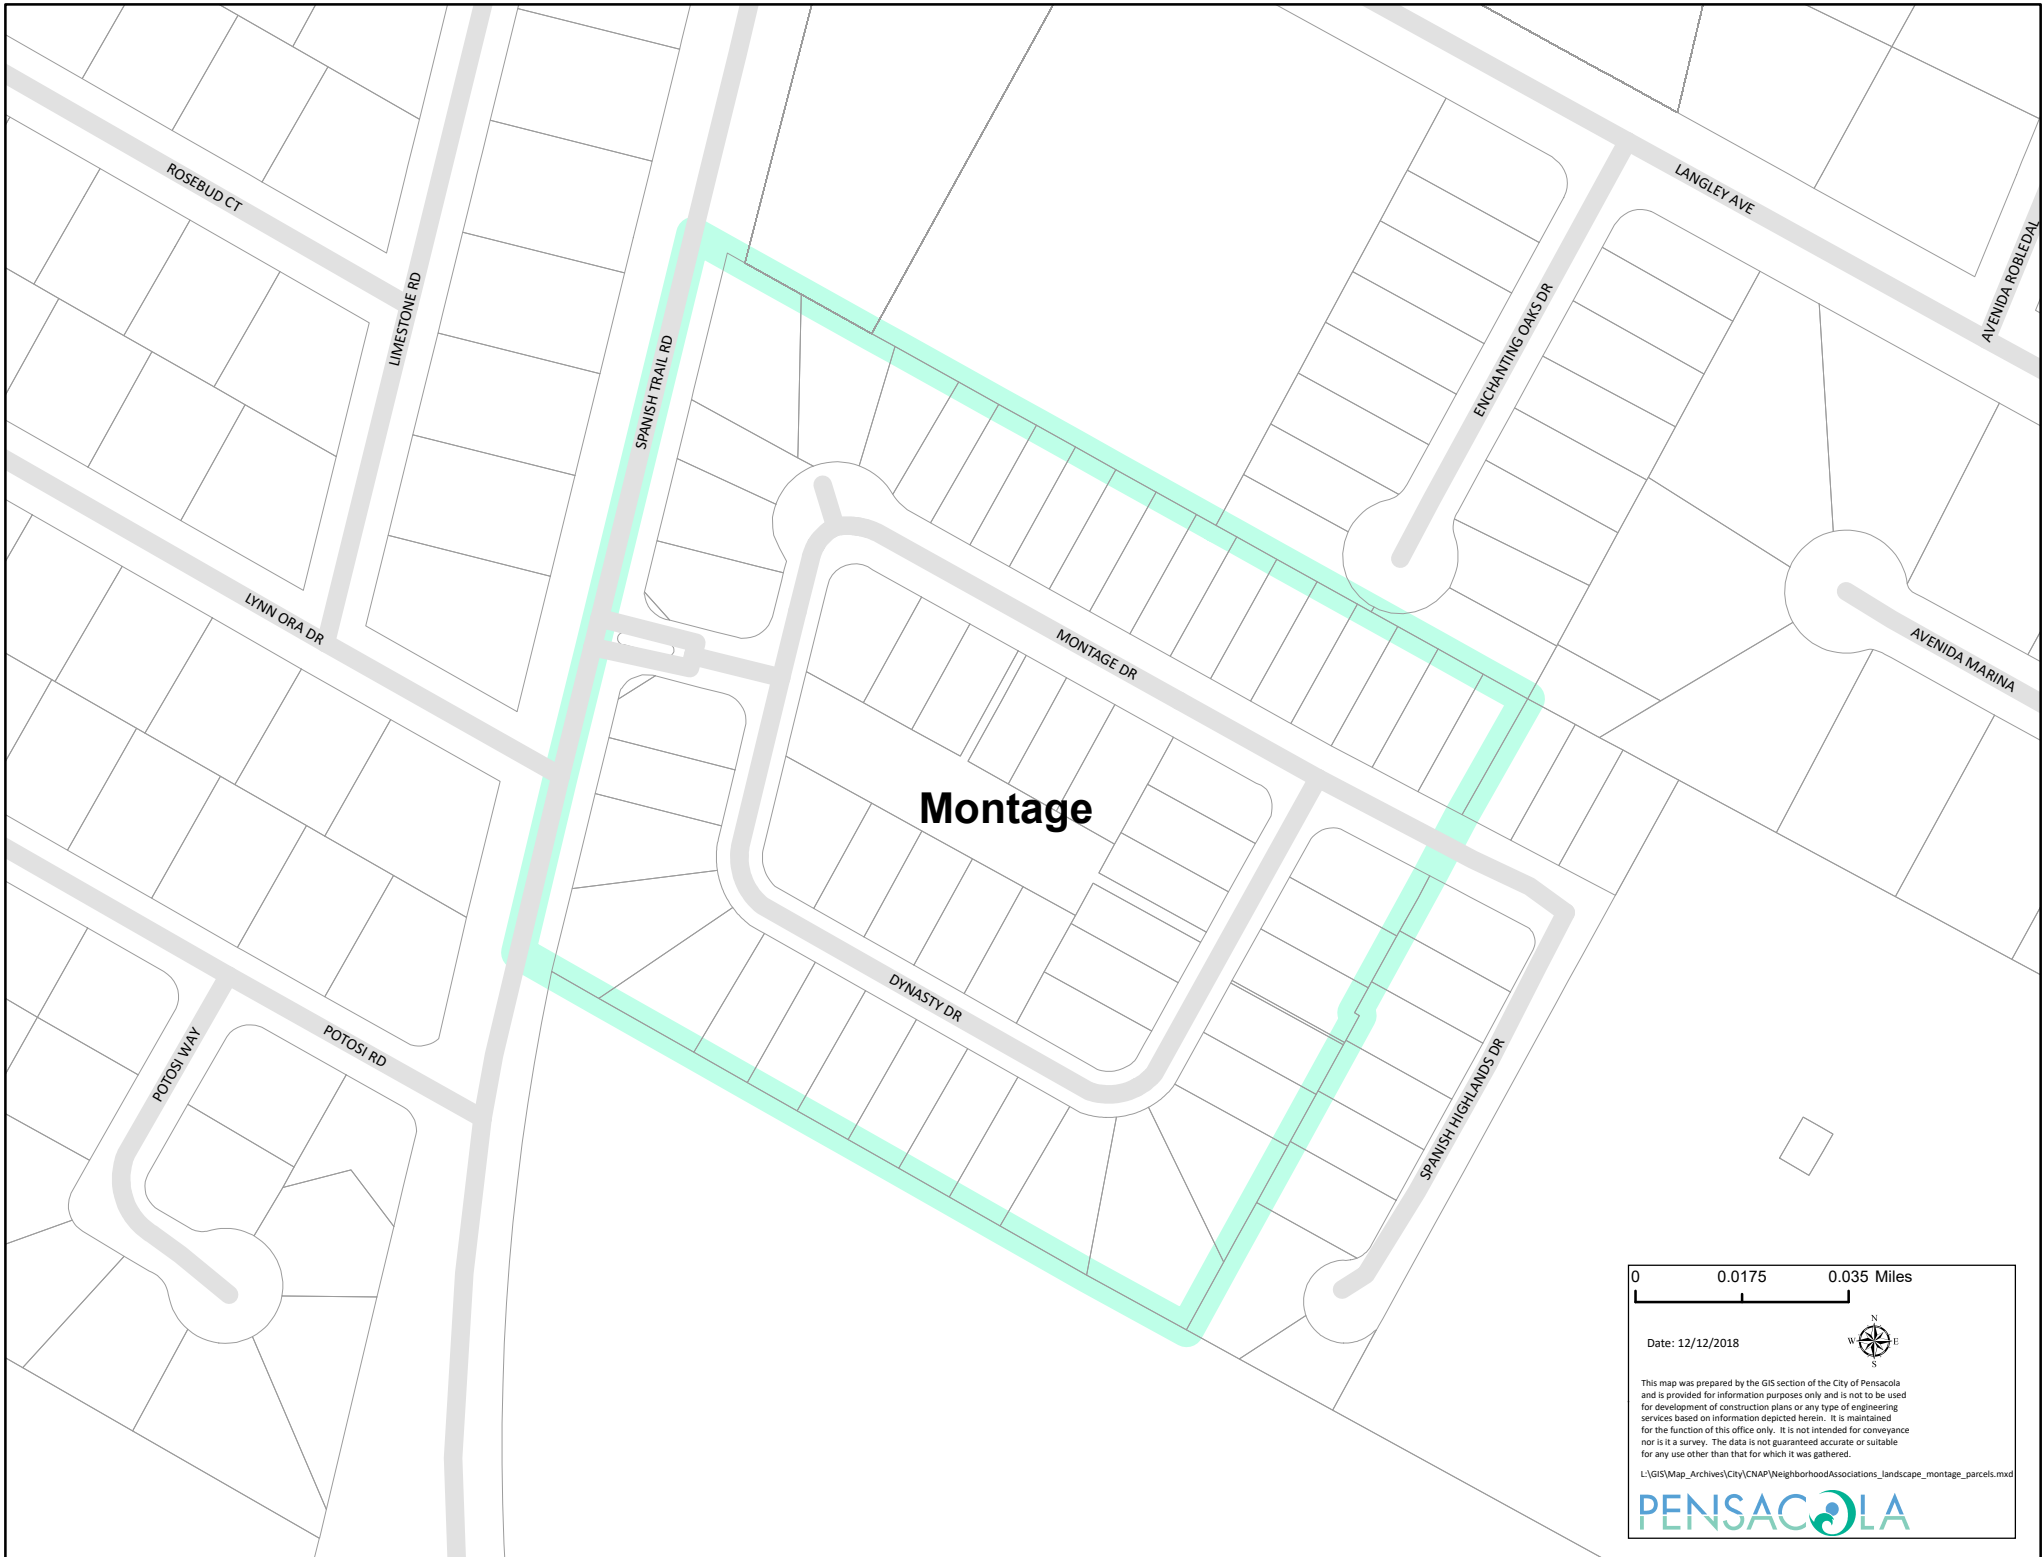 ROSEBUD CT
LANGLEY AVE
AVENIDA ROBLEDAL
LIMESTONE RD
ENCHANTING OAKS DR
SPANISH TRAIL RD
LYNN ORA DR
MONTAGE DR
AVENIDA MARINA
Montage
DYNASTY DR
POTOSI RD
POTOSI WAY
SPANISH HIGHLANDS DR
0 0.0175 0.035 Miles
Date: 12/12/2018
N
W E
S
This map was prepared by the GIS section of the City of Pensacola
and is provided for information purposes only and is not to be used
for development of construction plans or any type of engineering
services based on information depicted herein. It is maintained
for the function of this office only. It is not intended for conveyance
nor is it a survey. The data is not guaranteed accurate or suitable
for any use other than that for which it was gathered.
L:\GIS\Map_Archives\City\CNAP\NeighborhoodAssociations_landscape_montage_parcels.mxd
PENSACOLA